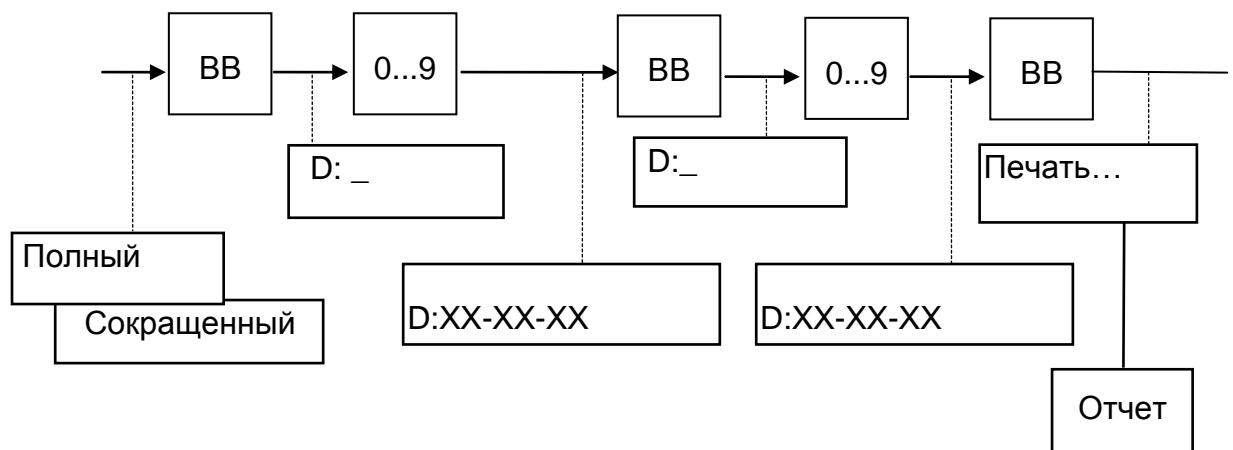 ВВ
0...9
ВВ
0...9
ВВ
D: _
D:_
Печать...
Полный
Сокращенный
D:XX-XX-XX
D:XX-XX-XX
Отчет